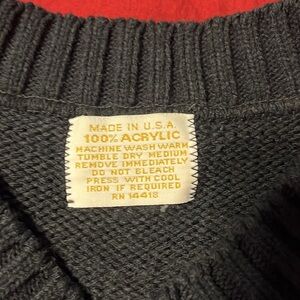 MADE IN U.S.A.
100% ACRYLIC
MACHINE WASH WARM
TUMBLE DRY MEDIUM
REMOVE IMMEDIATELY
DO NOT BLEACH
PRESS WITH COOL
IRON IF REQUIRED
RN 14418